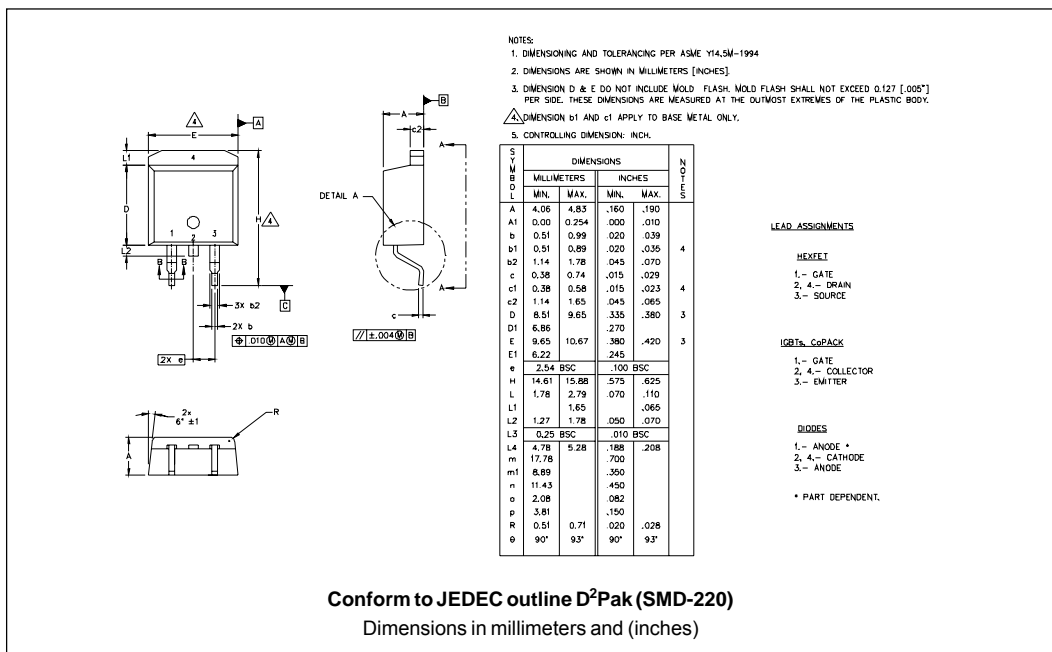 NOTES:
1. DIMENSIONING AND TOLERANCING PER ASME Y14.5M-1994
2. DIMENSIONS ARE SHOWN IN MILLIMETERS [INCHES].
3. DIMENSION D & E DO NOT INCLUDE MOLD FLASH. MOLD FLASH SHALL NOT EXCEED 0.127 [.005"]
PER SIDE. THESE DIMENSIONS ARE MEASURED AT THE OUTMOST EXTREMES OF THE PLASTIC BODY.
4. DIMENSION b1 AND c1 APPLY TO BASE METAL ONLY.
5. CONTROLLING DIMENSION: INCH.
4
E
A
L1
4
D
H
4
1
2
3
L2
B
B
C
3X b2
2X b
⌖ .010Ⓜ AⓂ B
2X e
A
B
c2
A
DETAIL A
A
c
// ±.004Ⓜ B
2x
6° ±1
R
A
SYMBOL DIMENSIONS NOTES
MILLIMETERS INCHES
MIN. MAX. MIN. MAX.
A 4.06 4.83 .160 .190
A1 0.00 0.254 .000 .010
b 0.51 0.99 .020 .039
b1 0.51 0.89 .020 .035 4
b2 1.14 1.78 .045 .070
c 0.38 0.74 .015 .029
c1 0.38 0.58 .015 .023 4
c2 1.14 1.65 .045 .065
D 8.51 9.65 .335 .380 3
D1 6.86 .270
E 9.65 10.67 .380 .420 3
E1 6.22 .245
e 2.54 BSC .100 BSC
H 14.61 15.88 .575 .625
L 1.78 2.79 .070 .110
L1 1.65 .065
L2 1.27 1.78 .050 .070
L3 0.25 BSC .010 BSC
L4 4.78 5.28 .188 .208
m 17.78 .700
m1 8.89 .350
n 11.43 .450
o 2.08 .082
p 3.81 .150
R 0.51 0.71 .020 .028
θ 90° 93° 90° 93°
LEAD ASSIGNMENTS
HEXFET
1.- GATE
2, 4.- DRAIN
3.- SOURCE
IGBTs, CoPACK
1.- GATE
2, 4.- COLLECTOR
3.- EMITTER
DIODES
1.- ANODE *
2, 4.- CATHODE
3.- ANODE
* PART DEPENDENT.
Conform to JEDEC outline D²Pak (SMD-220)
Dimensions in millimeters and (inches)